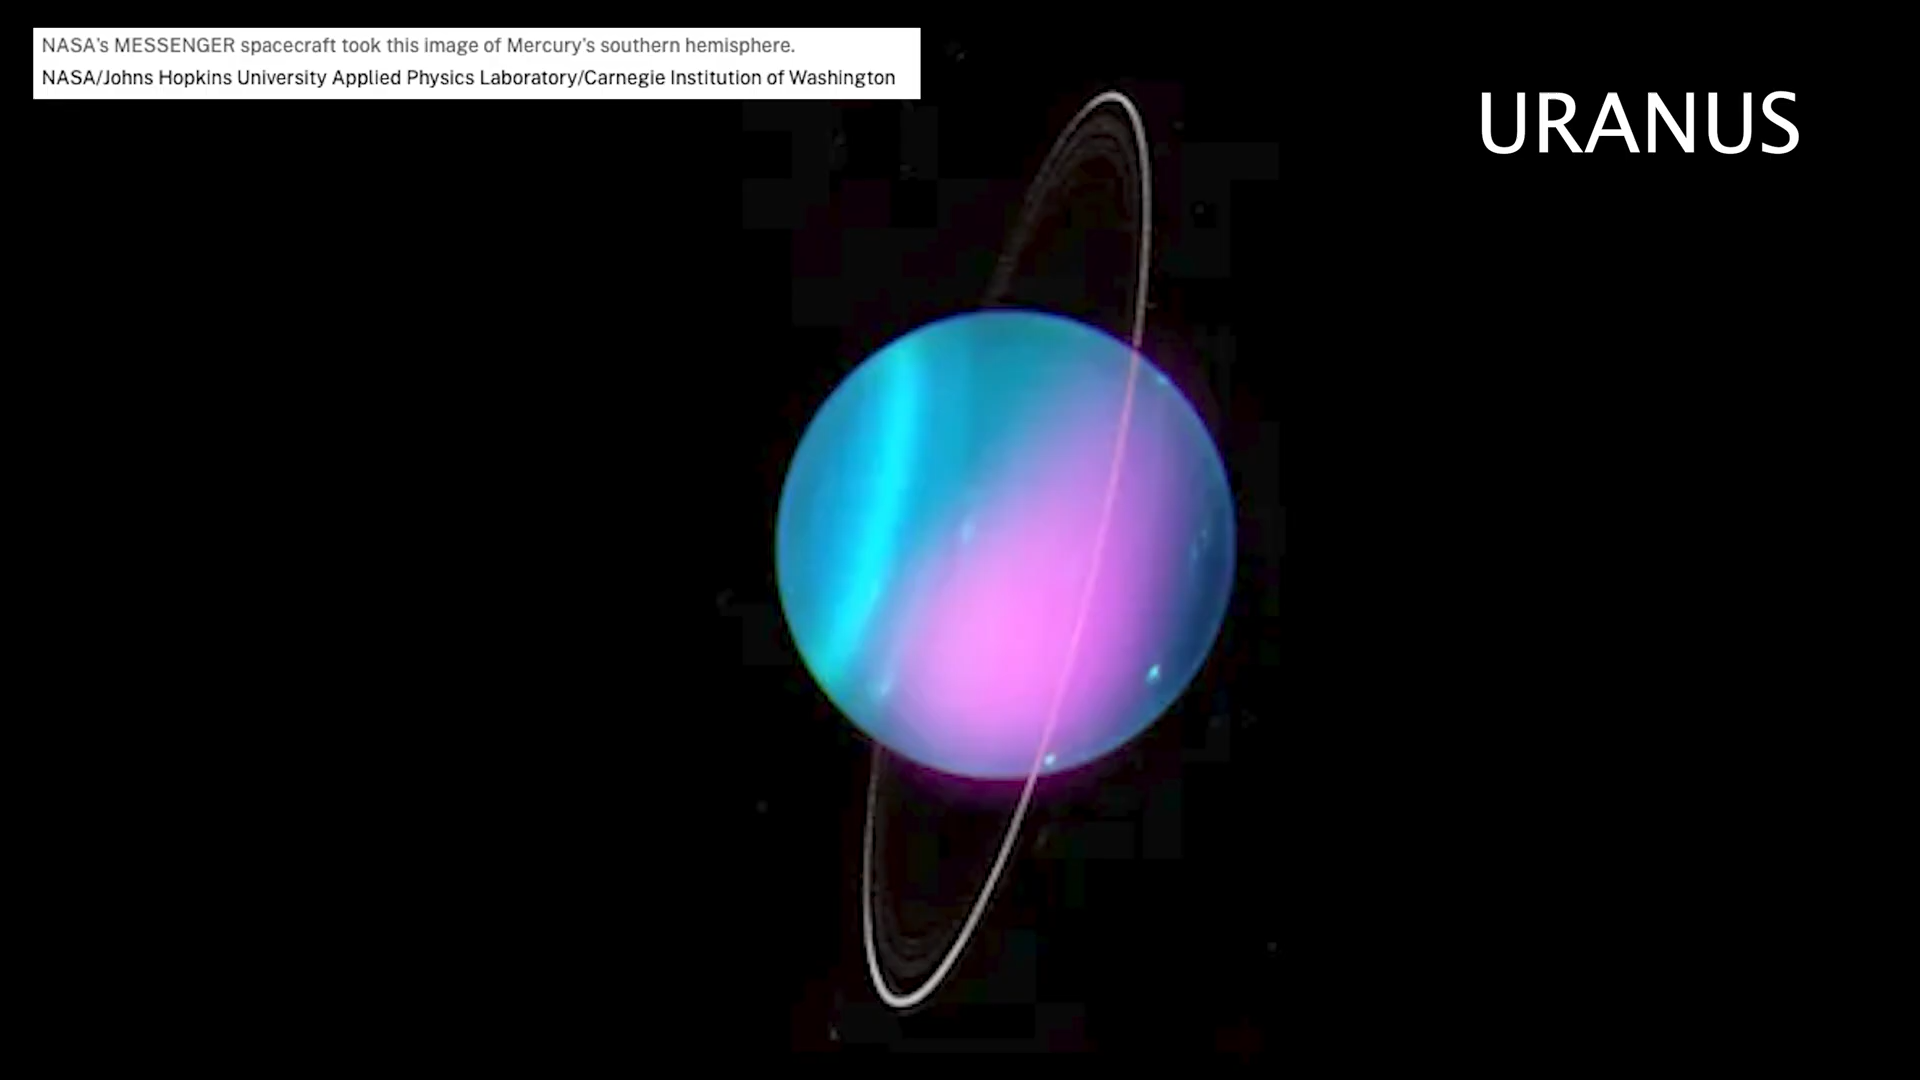 NASA's MESSENGER spacecraft took this image of Mercury's southern hemisphere.
NASA/Johns Hopkins University Applied Physics Laboratory/Carnegie Institution of Washington
URANUS